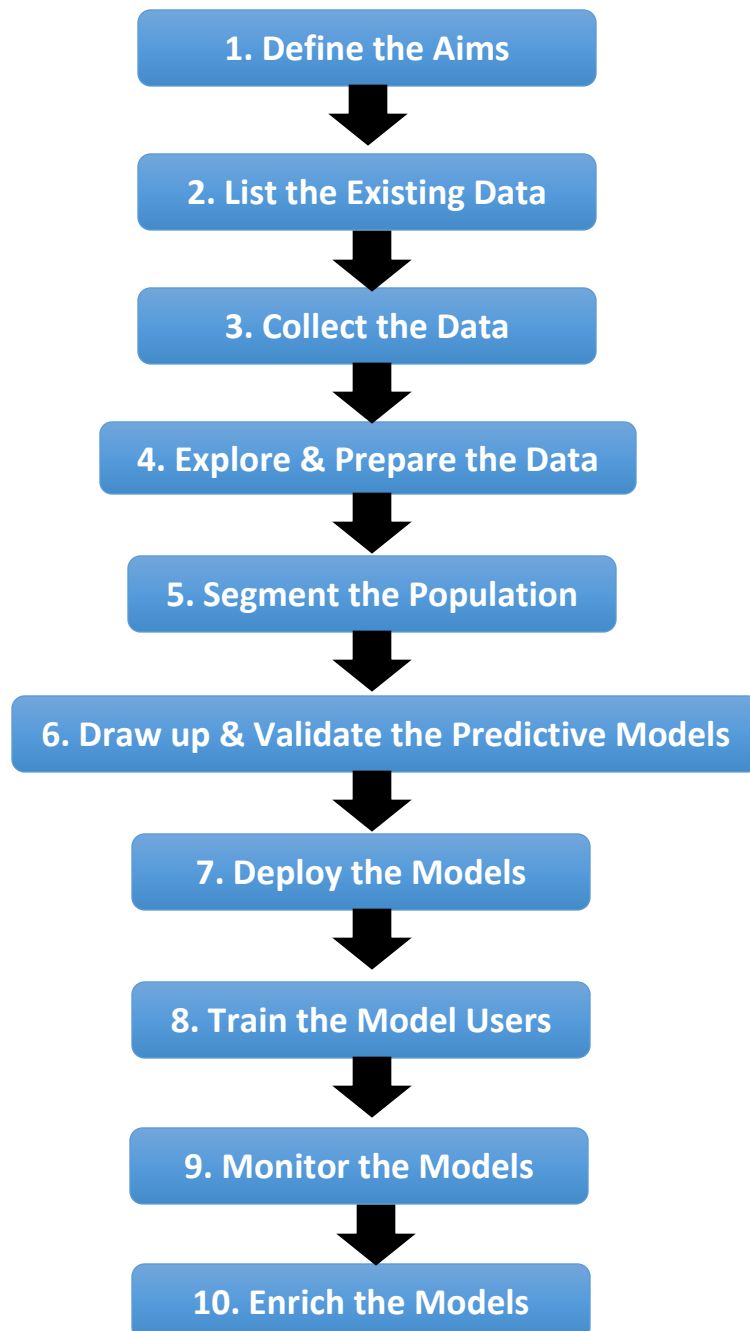 1. Define the Aims
2. List the Existing Data
3. Collect the Data
4. Explore & Prepare the Data
5. Segment the Population
6. Draw up & Validate the Predictive Models
7. Deploy the Models
8. Train the Model Users
9. Monitor the Models
10. Enrich the Models